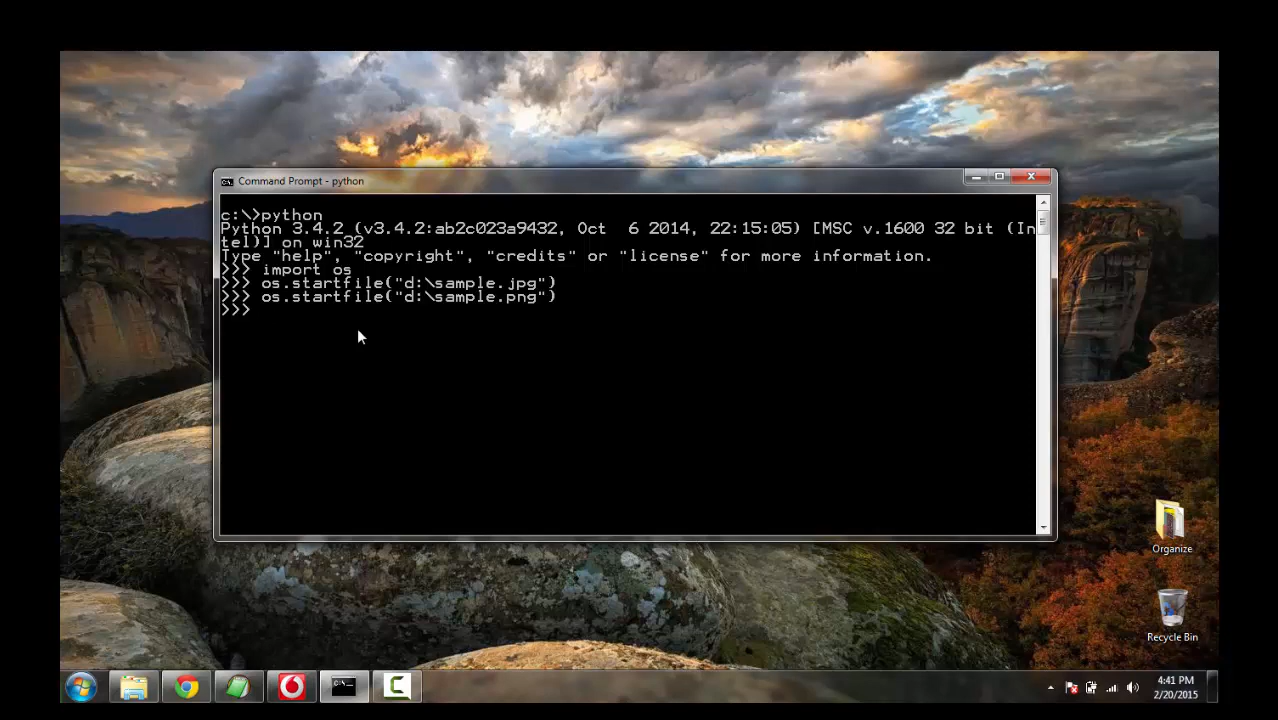 Command Prompt - python
c:\>python
Python 3.4.2 (v3.4.2:ab2c023a9432, Oct  6 2014, 22:15:05) [MSC v.1600 32 bit (In
tel)] on win32
Type "help", "copyright", "credits" or "license" for more information.
>>> import os
>>> os.startfile("d:\sample.jpg")
>>> os.startfile("d:\sample.png")
>>>
Organize
Recycle Bin
4:41 PM
2/20/2015